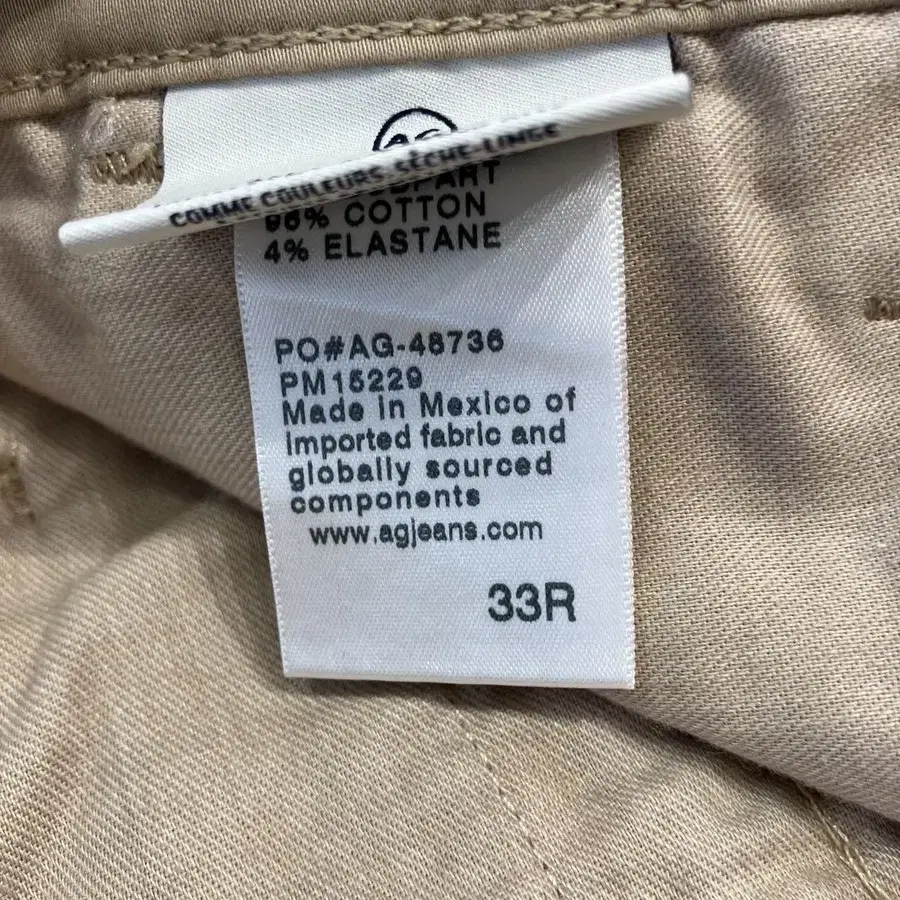 AG
COMME COULEURS SÈCHE-LINGE
96% COTTON
4% ELASTANE
PO#AG-48736
PM15229
Made in Mexico of
imported fabric and
globally sourced
components
www.agjeans.com
33R